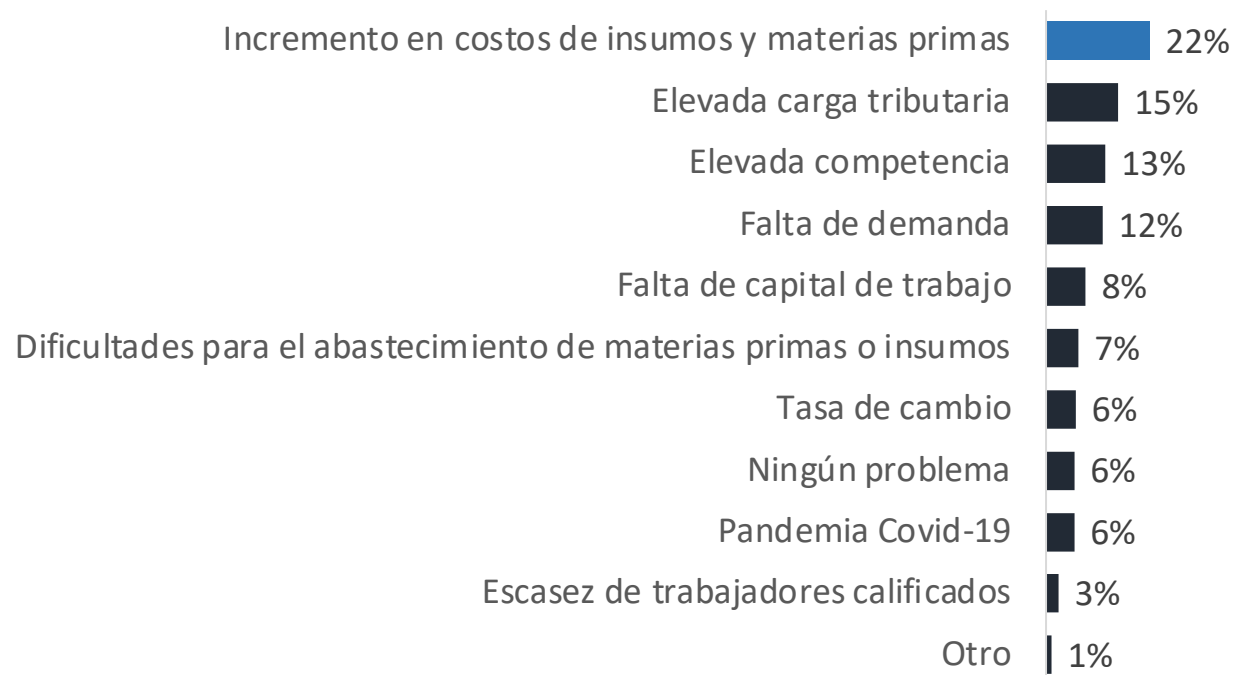 Incremento en costos de insumos y materias primas 22%
Elevada carga tributaria 15%
Elevada competencia 13%
Falta de demanda 12%
Falta de capital de trabajo 8%
Dificultades para el abastecimiento de materias primas o insumos 7%
Tasa de cambio 6%
Ningún problema 6%
Pandemia Covid-19 6%
Escasez de trabajadores calificados 3%
Otro 1%